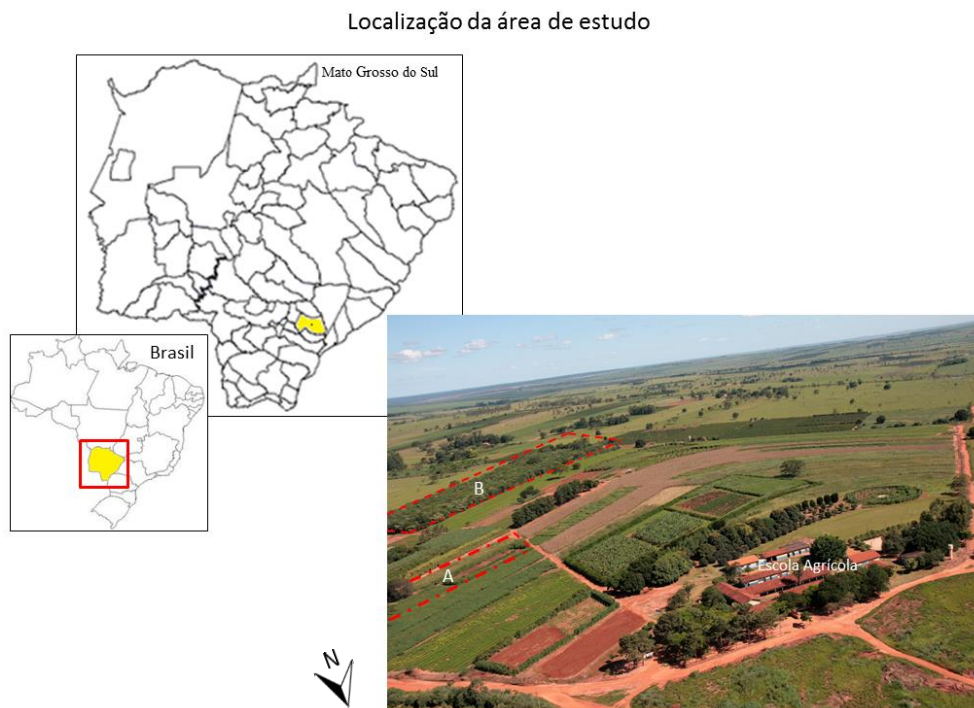 Localização da área de estudo
Mato Grosso do Sul
Brasil
B
A
Escola Agrícola
N